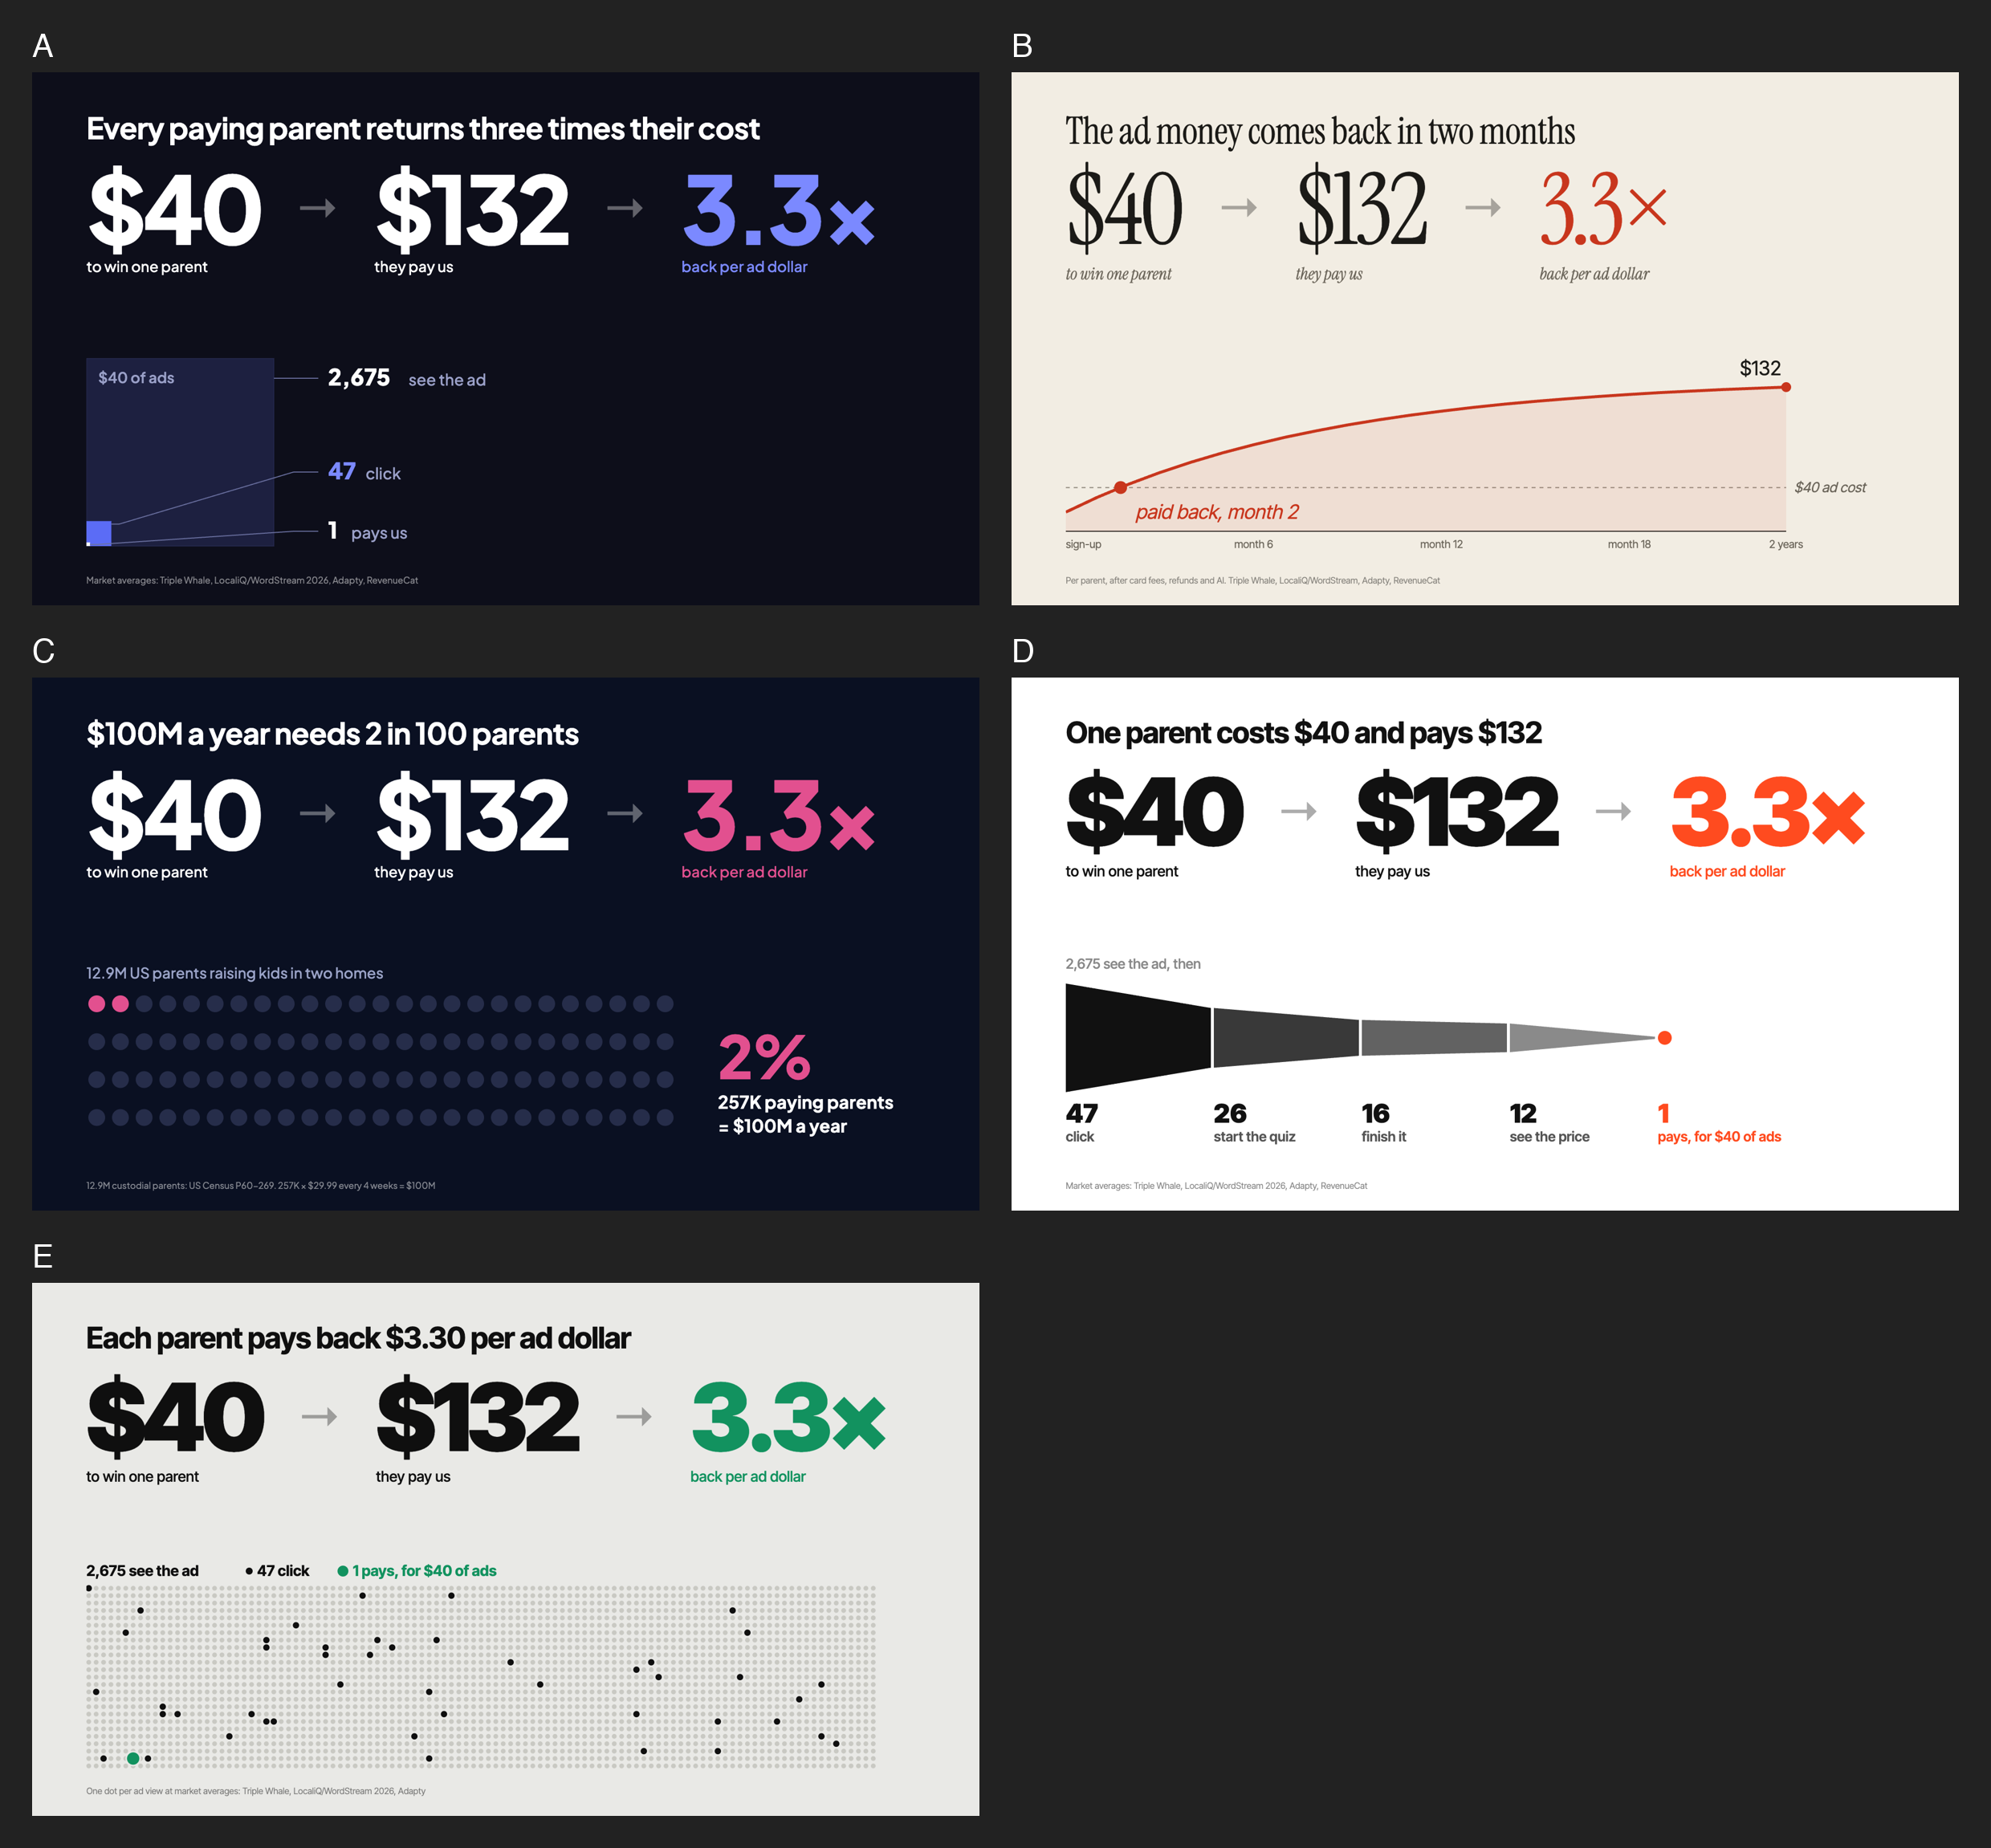 A
Every paying parent returns three times their cost
$40 → $132 → 3.3×
to win one parent they pay us back per ad dollar
$40 of ads 2,675 see the ad
47 click
1 pays us
Market averages: Triple Whale, LocaliQ/WordStream 2026, Adapty, RevenueCat
B
The ad money comes back in two months
$40 → $132 → 3.3×
to win one parent they pay us back per ad dollar
$132
$40 ad cost
paid back, month 2
sign-up month 6 month 12 month 18 2 years
Per parent, after card fees, refunds and AI. Triple Whale, LocaliQ/WordStream, Adapty, RevenueCat
C
$100M a year needs 2 in 100 parents
$40 → $132 → 3.3×
to win one parent they pay us back per ad dollar
12.9M US parents raising kids in two homes
2%
257K paying parents
= $100M a year
12.9M custodial parents: US Census P60-269. 257K × $29.99 every 4 weeks = $100M
D
One parent costs $40 and pays $132
$40 → $132 → 3.3×
to win one parent they pay us back per ad dollar
2,675 see the ad, then
47 26 16 12 1
click start the quiz finish it see the price pays, for $40 of ads
Market averages: Triple Whale, LocaliQ/WordStream 2026, Adapty, RevenueCat
E
Each parent pays back $3.30 per ad dollar
$40 → $132 → 3.3×
to win one parent they pay us back per ad dollar
2,675 see the ad 47 click 1 pays, for $40 of ads
One dot per ad view at market averages: Triple Whale, LocaliQ/WordStream 2026, Adapty